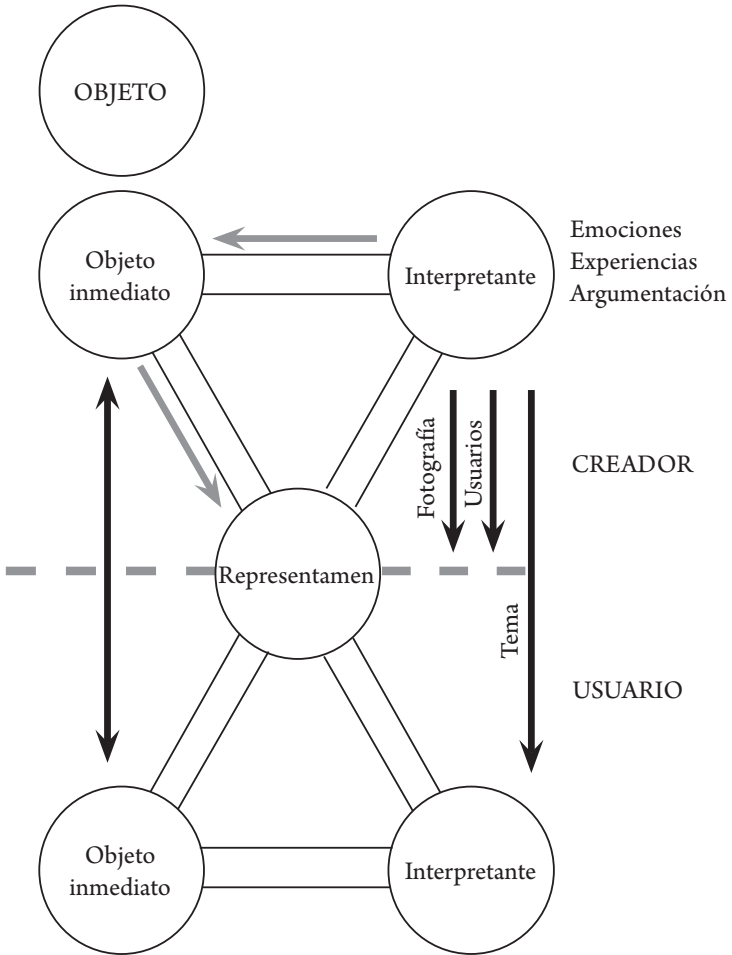 OBJETO
Objeto
inmediato
Interpretante
Emociones
Experiencias
Argumentación
Fotografía
Usuarios
CREADOR
Representamen
Tema
USUARIO
Objeto
inmediato
Interpretante